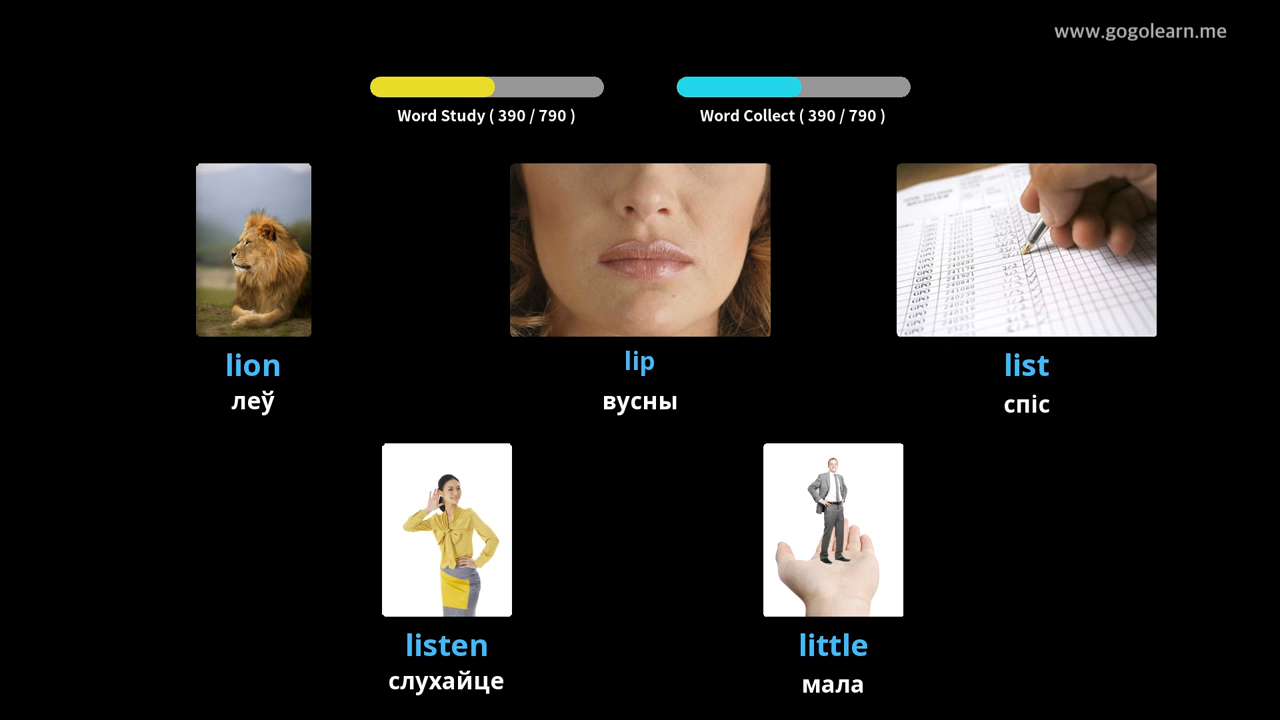 www.gogolearn.me
Word Study ( 390 / 790 )
Word Collect ( 390 / 790 )
lion
леў
lip
вусны
list
спіс
listen
слухайце
little
мала